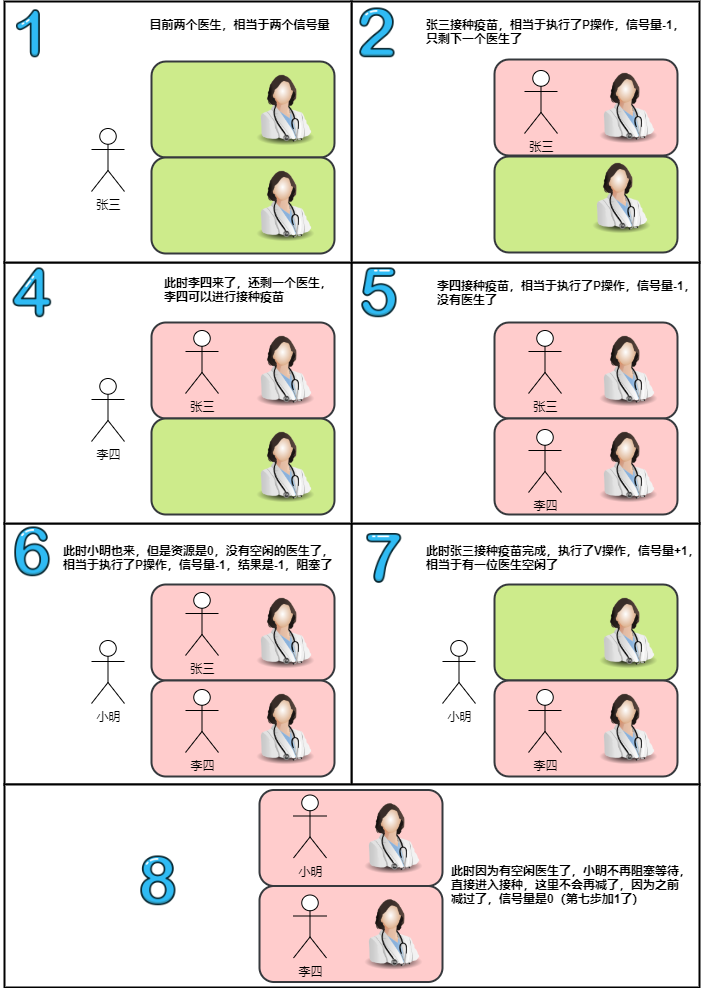 1
目前两个医生，相当于两个信号量
张三
2
张三接种疫苗，相当于执行了P操作，信号量-1，
只剩下一个医生了
张三
4
此时李四来了，还剩一个医生，
李四可以进行接种疫苗
张三
李四
5
李四接种疫苗，相当于执行了P操作，信号量-1，
没有医生了
张三
李四
6
此时小明也来，但是资源是0，没有空闲的医生了，
相当于执行了P操作，信号量-1，结果是-1，阻塞了
张三
小明
李四
7
此时张三接种疫苗完成，执行了V操作，信号量+1，
相当于有一位医生空闲了
小明
李四
8
小明
此时因为有空闲医生了，小明不再阻塞等待，
直接进入接种，这里不会再减了，因为之前
减过了，信号量是0（第七步加1了）
李四